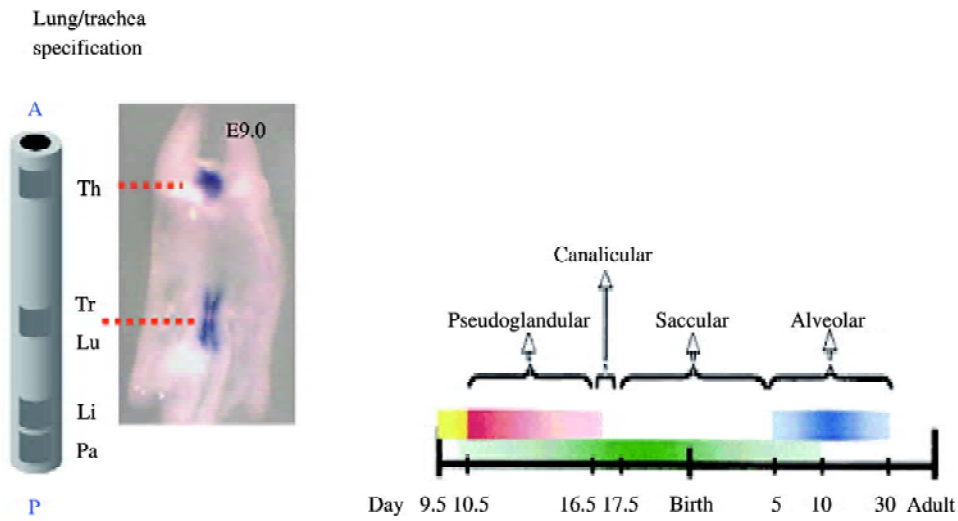 Lung/trachea
specification
A
E9.0
Th
Tr
Lu
Li
Pa
P
Canalicular
Pseudoglandular
Saccular
Alveolar
Day 9.5 10.5 16.5 17.5 Birth 5 10 30 Adult